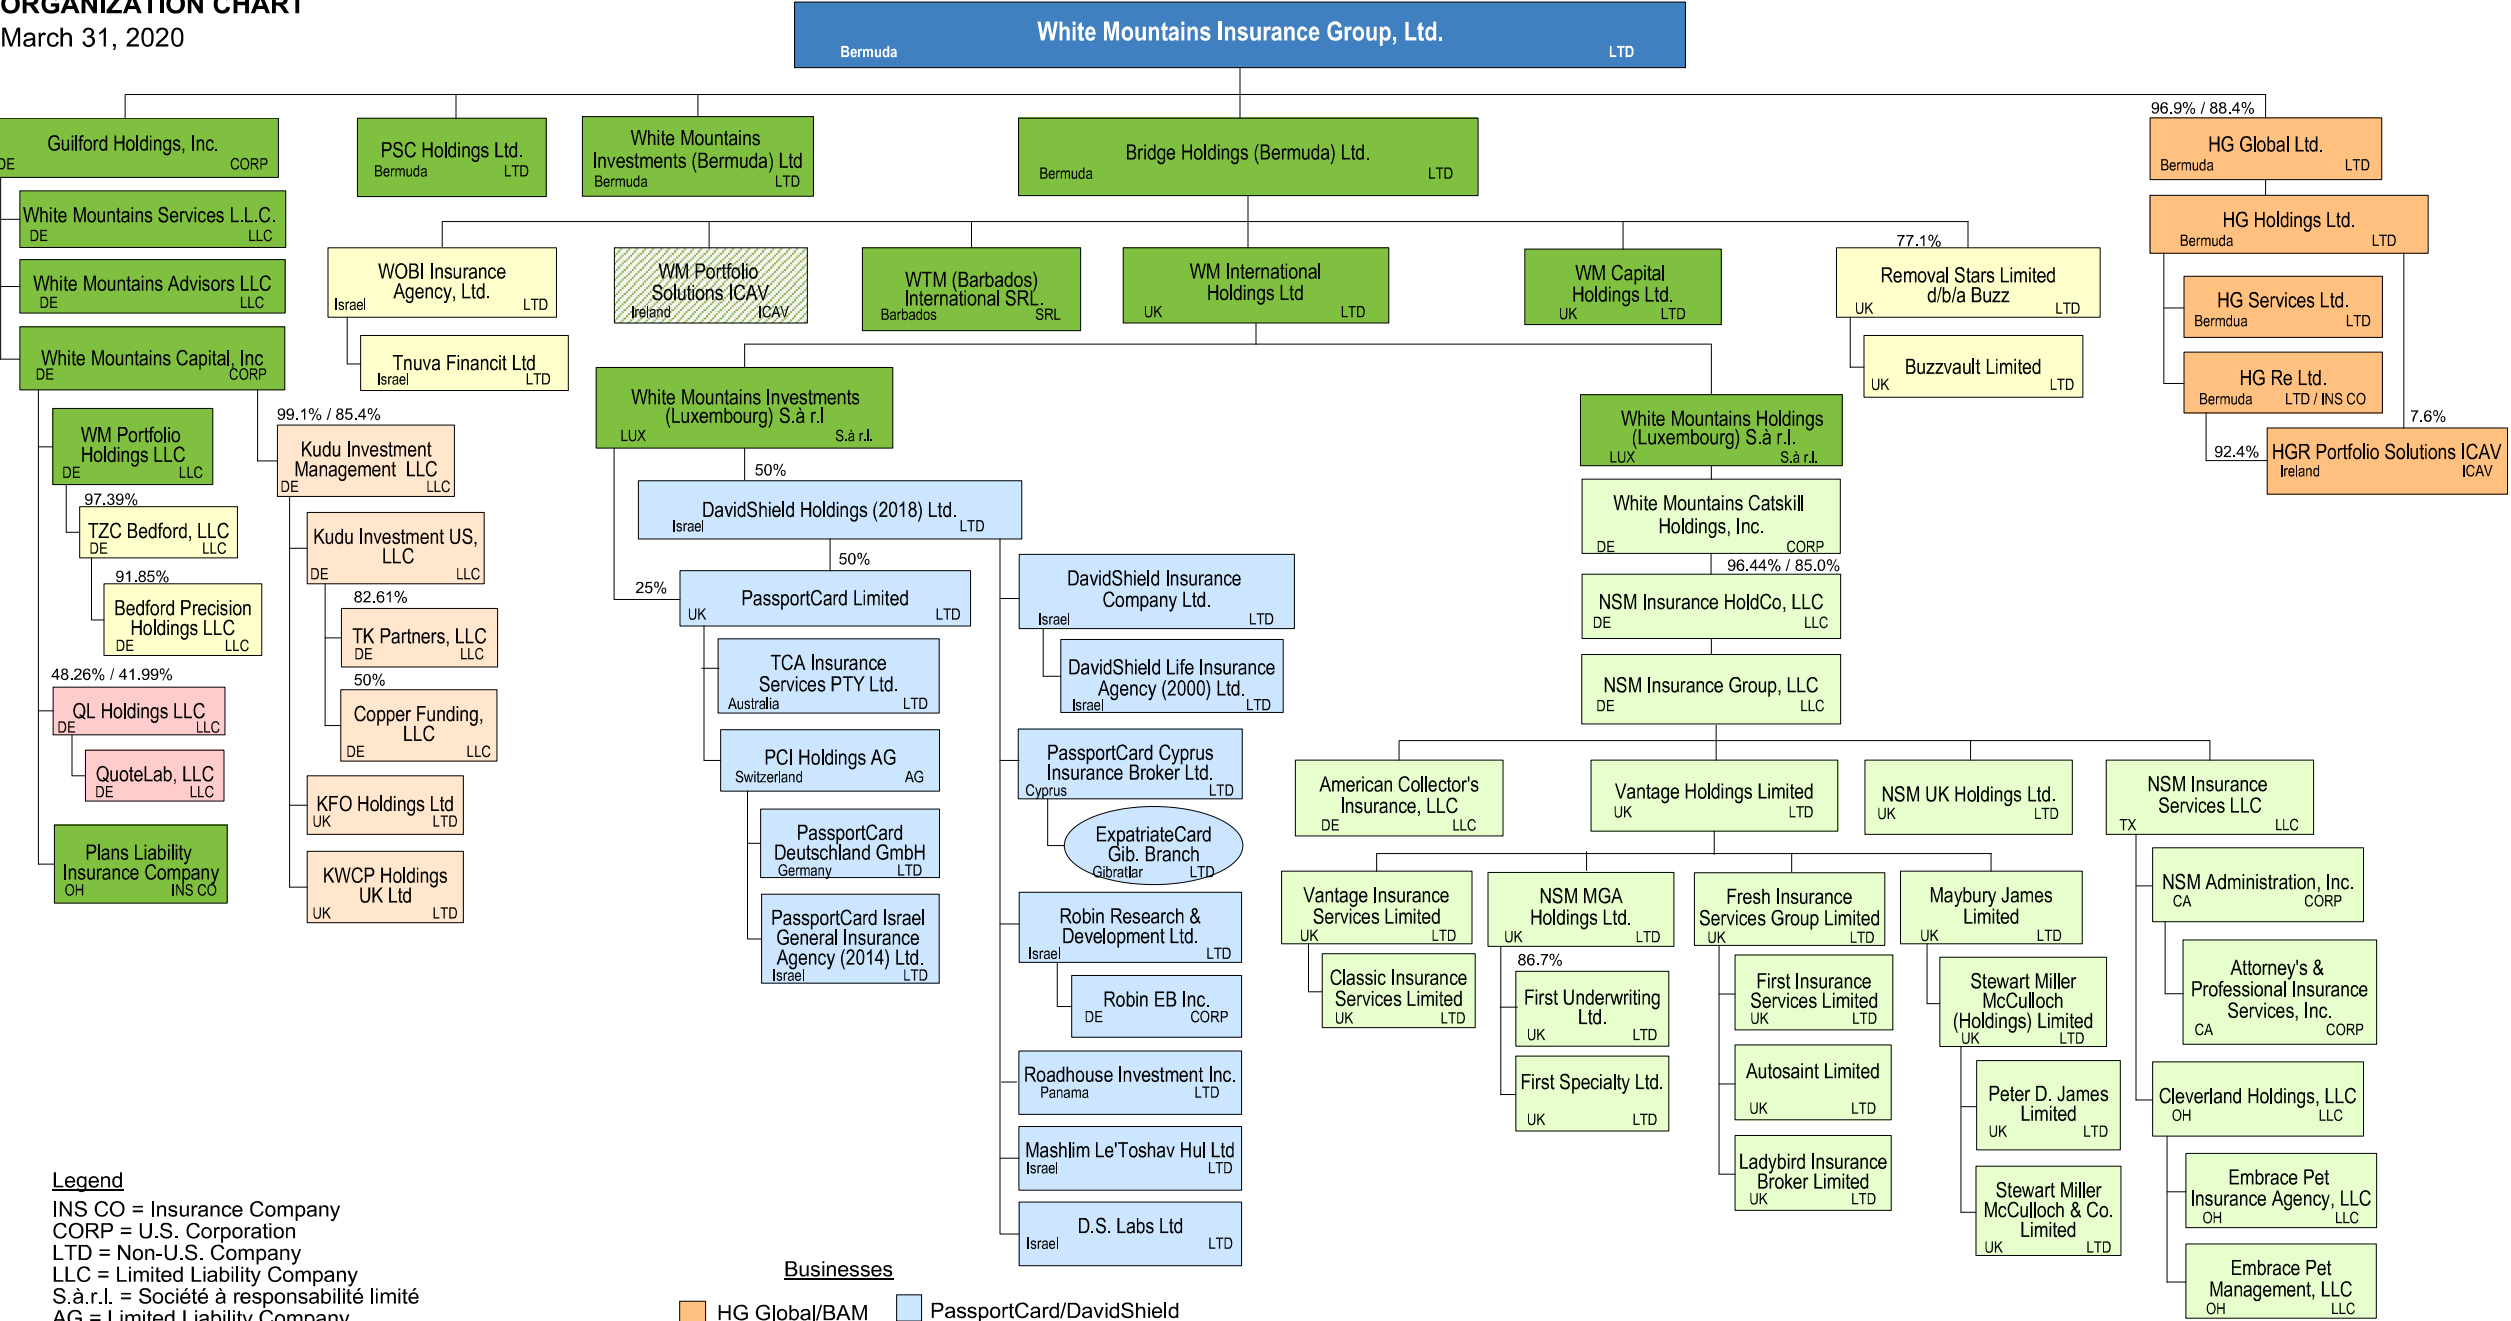 ORGANIZATION CHART
March 31, 2020
White Mountains Insurance Group, Ltd.
Bermuda LTD
Guilford Holdings, Inc.
DE CORP
White Mountains Services L.L.C.
DE LLC
White Mountains Advisors LLC
DE LLC
White Mountains Capital, Inc
DE CORP
WM Portfolio
Holdings LLC
DE LLC
97.39%
TZC Bedford, LLC
DE LLC
91.85%
Bedford Precision
Holdings LLC
DE LLC
48.26% / 41.99%
QL Holdings LLC
DE LLC
QuoteLab, LLC
DE LLC
Plans Liability
Insurance Company
OH INS CO
99.1% / 85.4%
Kudu Investment
Management LLC
DE LLC
Kudu Investment US,
LLC
DE LLC
82.61%
TK Partners, LLC
DE LLC
50%
Copper Funding,
LLC
DE LLC
KFO Holdings Ltd
UK LTD
KWCP Holdings
UK Ltd
UK LTD
PSC Holdings Ltd.
Bermuda LTD
White Mountains
Investments (Bermuda) Ltd
Bermuda LTD
Bridge Holdings (Bermuda) Ltd.
Bermuda LTD
WOBI Insurance
Agency, Ltd.
Israel LTD
Tnuva Financit Ltd
Israel LTD
WM Portfolio
Solutions ICAV
Ireland ICAV
WTM (Barbados)
International SRL.
Barbados SRL
WM International
Holdings Ltd
UK LTD
WM Capital
Holdings Ltd.
UK LTD
77.1%
Removal Stars Limited
d/b/a Buzz
UK LTD
Buzzvault Limited
UK LTD
White Mountains Investments
(Luxembourg) S.à r.l
LUX S.à r.l.
50%
DavidShield Holdings (2018) Ltd.
Israel LTD
25%
50%
PassportCard Limited
UK LTD
TCA Insurance
Services PTY Ltd.
Australia LTD
PCI Holdings AG
Switzerland AG
PassportCard
Deutschland GmbH
Germany LTD
PassportCard Israel
General Insurance
Agency (2014) Ltd.
Israel LTD
DavidShield Insurance
Company Ltd.
Israel LTD
DavidShield Life Insurance
Agency (2000) Ltd.
Israel LTD
PassportCard Cyprus
Insurance Broker Ltd.
Cyprus LTD
ExpatriateCard
Gib. Branch
Gibratlar LTD
Robin Research &
Development Ltd.
Israel LTD
Robin EB Inc.
DE CORP
Roadhouse Investment Inc.
Panama LTD
Mashlim Le'Toshav Hul Ltd
Israel LTD
D.S. Labs Ltd
Israel LTD
White Mountains Holdings
(Luxembourg) S.à r.l.
LUX S.à r.l.
White Mountains Catskill
Holdings, Inc.
DE CORP
96.44% / 85.0%
NSM Insurance HoldCo, LLC
DE LLC
NSM Insurance Group, LLC
DE LLC
American Collector's
Insurance, LLC
DE LLC
Vantage Holdings Limited
UK LTD
NSM UK Holdings Ltd.
UK LTD
NSM Insurance
Services LLC
TX LLC
Vantage Insurance
Services Limited
UK LTD
Classic Insurance
Services Limited
UK LTD
NSM MGA
Holdings Ltd.
UK LTD
86.7%
First Underwriting
Ltd.
UK LTD
First Specialty Ltd.
UK LTD
Fresh Insurance
Services Group Limited
UK LTD
First Insurance
Services Limited
UK LTD
Autosaint Limited
UK LTD
Ladybird Insurance
Broker Limited
UK LTD
Maybury James
Limited
UK LTD
Stewart Miller
McCulloch
(Holdings) Limited
UK LTD
Peter D. James
Limited
UK LTD
Stewart Miller
McCulloch & Co.
Limited
UK LTD
NSM Administration, Inc.
CA CORP
Attorney's &
Professional Insurance
Services, Inc.
CA CORP
Cleverland Holdings, LLC
OH LLC
Embrace Pet
Insurance Agency, LLC
OH LLC
Embrace Pet
Management, LLC
OH LLC
96.9% / 88.4%
HG Global Ltd.
Bermuda LTD
HG Holdings Ltd.
Bermuda LTD
HG Services Ltd.
Bermdua LTD
HG Re Ltd.
Bermuda LTD / INS CO
7.6%
92.4%
HGR Portfolio Solutions ICAV
Ireland ICAV
Legend
INS CO = Insurance Company
CORP = U.S. Corporation
LTD = Non-U.S. Company
LLC = Limited Liability Company
S.à.r.l. = Société à responsabilité limité
AG = Limited Liability Company
Businesses
HG Global/BAM
PassportCard/DavidShield